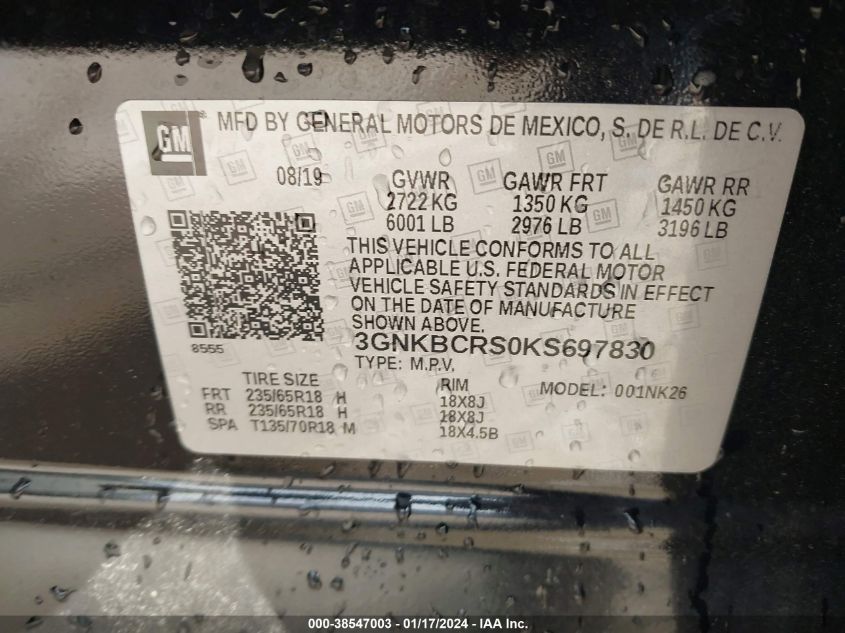 GM MFD BY GENERAL MOTORS DE MEXICO, S. DE R.L. DE C.V.
08/19 GVWR GAWR FRT GAWR RR
2722 KG 1350 KG 1450 KG
6001 LB 2976 LB 3196 LB
THIS VEHICLE CONFORMS TO ALL
APPLICABLE U.S. FEDERAL MOTOR
VEHICLE SAFETY STANDARDS IN EFFECT
ON THE DATE OF MANUFACTURE
SHOWN ABOVE.
8555
3GNKBCRS0KS697830
TYPE: M.P.V.
TIRE SIZE RIM MODEL: 001NK26
FRT 235/65R18 H 18X8J
RR 235/65R18 H 18X8J
SPA T135/70R18 M 18X4.5B
000-38547003 - 01/17/2024 - IAA Inc.